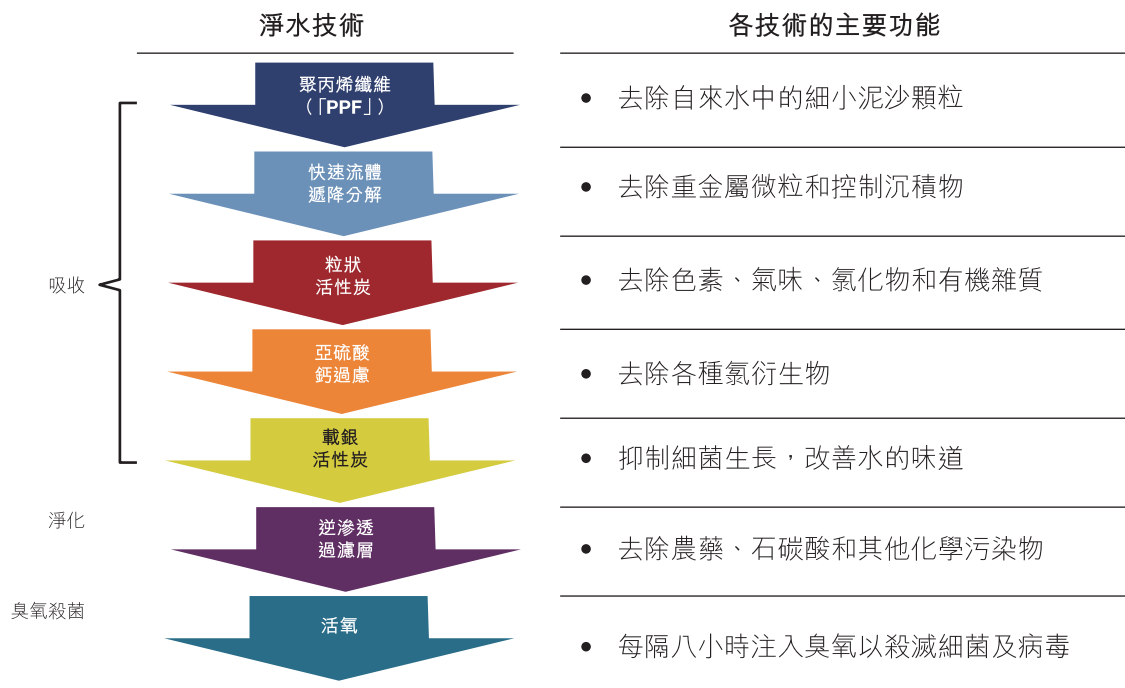 淨水技術
各技術的主要功能
聚丙烯纖維
（「PPF」）
• 去除自來水中的細小泥沙顆粒
快速流體
遞降分解
• 去除重金屬微粒和控制沉積物
吸收
粒狀
活性炭
• 去除色素、氣味、氯化物和有機雜質
亞硫酸
鈣過慮
• 去除各種氯衍生物
載銀
活性炭
• 抑制細菌生長，改善水的味道
淨化
逆滲透
過濾層
• 去除農藥、石碳酸和其他化學污染物
臭氧殺菌
活氧
• 每隔八小時注入臭氧以殺滅細菌及病毒